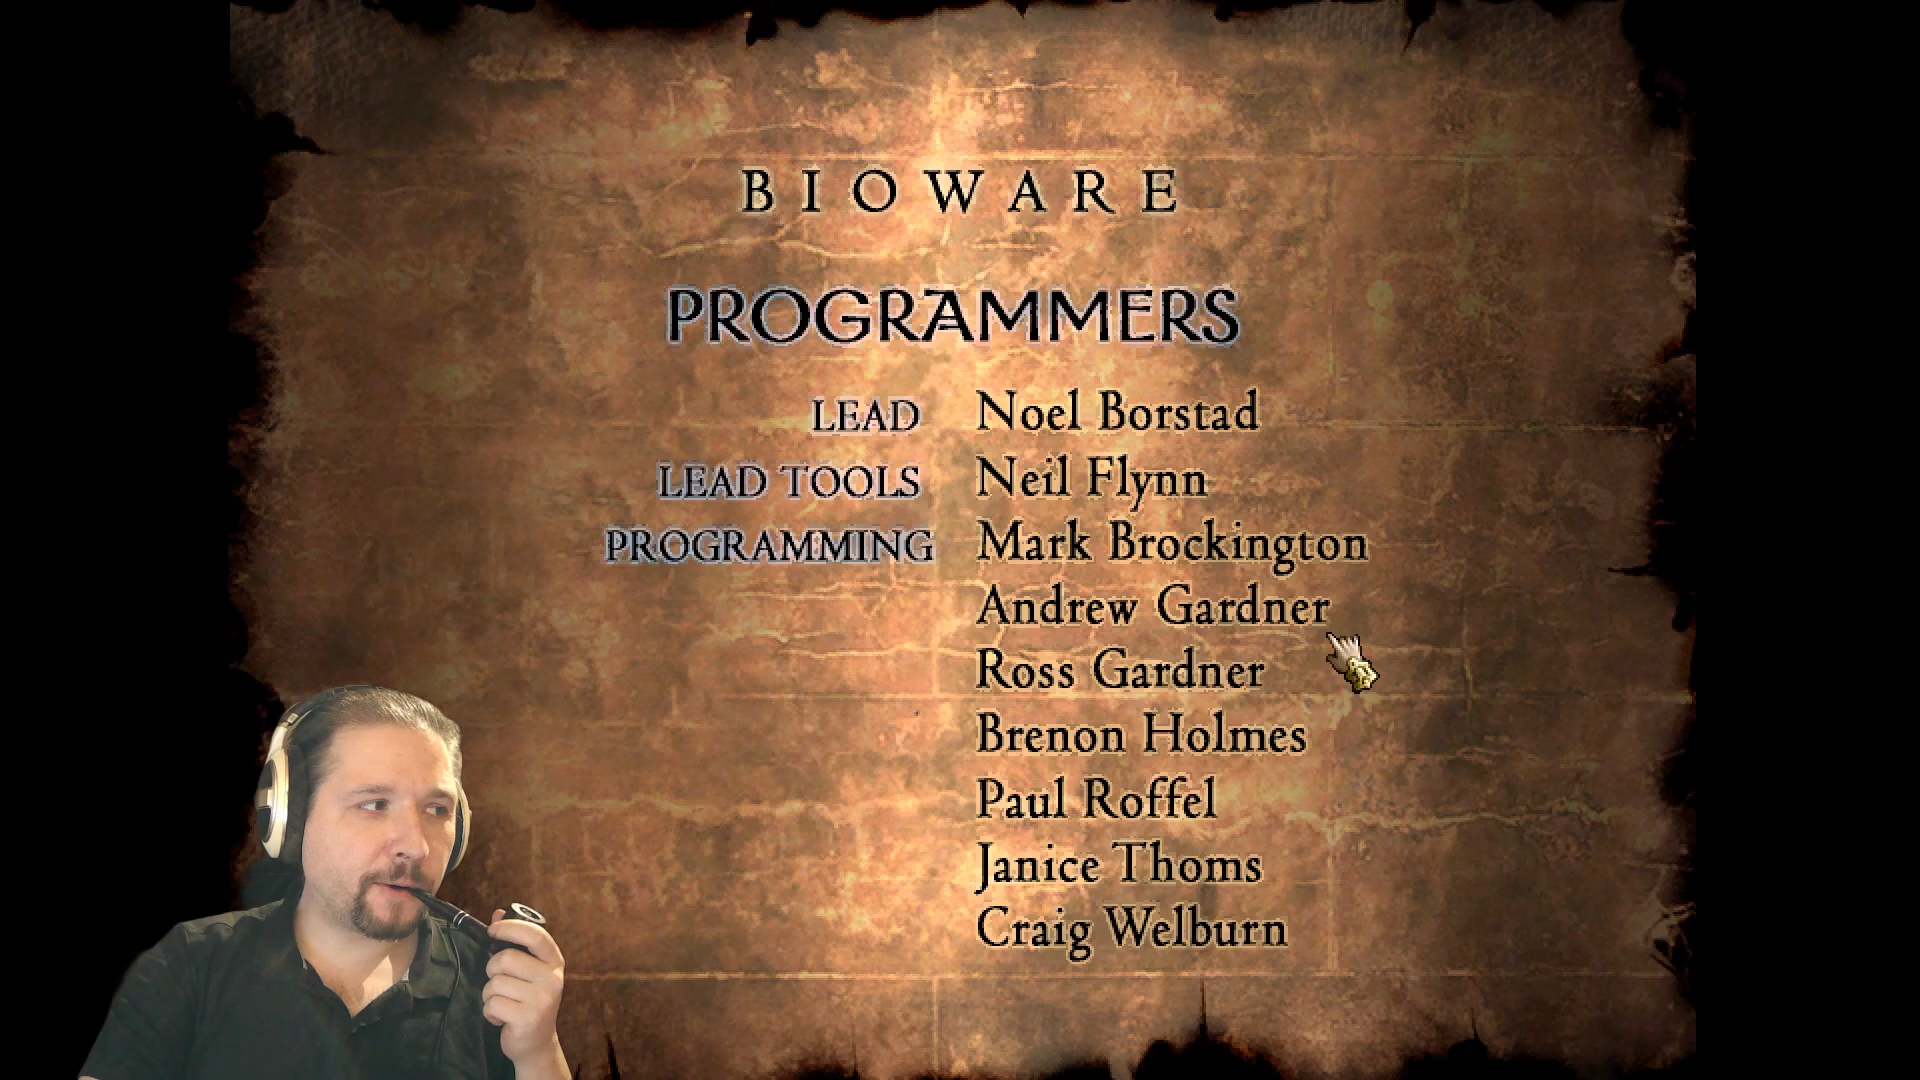 BIOWARE
PROGRAMMERS
LEAD Noel Borstad
LEAD TOOLS Neil Flynn
PROGRAMMING Mark Brockington
Andrew Gardner
Ross Gardner
Brenon Holmes
Paul Roffel
Janice Thoms
Craig Welburn